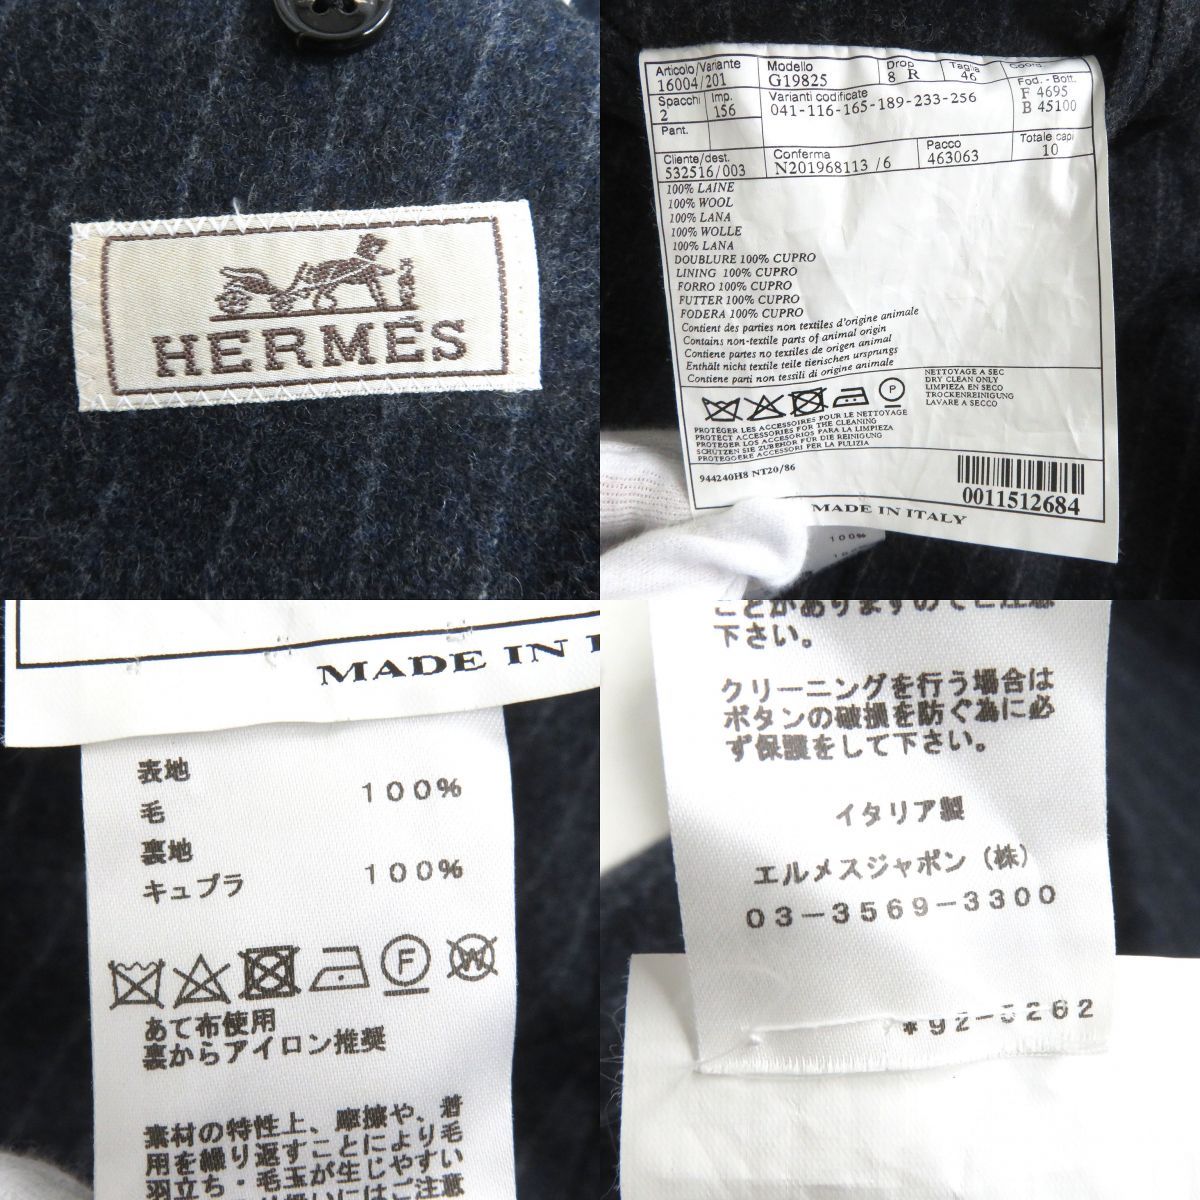 HERMES
Articolo/Variante Modello Drop Taglia
16004/201 G19825 8 R 46
Spacchi Imp. Varianti codificate Fod. - Bott.
2 156 041-116-165-189-233-256 F 4695
B 45100
Pant.
Cliente/dest. Conferma Pacco Totale capi
532516/003 N201968113 /6 463063 10
100% LAINE
100% WOOL
100% LANA
100% WOLLE
100% LANA
DOUBLURE 100% CUPRO
LINING 100% CUPRO
FORRO 100% CUPRO
FUTTER 100% CUPRO
FODERA 100% CUPRO
Contient des parties non textiles d'origine animale
Contains non-textile parts of animal origin
Contiene partes no textiles de origen animal
Enthält nicht textile teile tierischen ursprungs
Contiene parti non tessili di origine animale
P
NETTOYAGE A SEC
DRY CLEAN ONLY
LIMPIEZA EN SECO
TROCKENREINIGUNG
LAVARE A SECCO
PROTÉGER LES ACCESSOIRES POUR LE NETTOYAGE
PROTECT ACCESSORIES FOR THE CLEANING
PROTEGER LOS ACCESORIOS PARA LA LIMPIEZA
SCHÜTZEN SIE ZUBEHÖR FÜR DIE REINIGUNG
PROTEGGERE ACCESSORI PER LA PULIZIA
944240H8 NT20/86
0011512684
MADE IN ITALY
100%
MADE IN I
表地
毛 100%
裏地
キュプラ 100%
F W
あて布使用
裏からアイロン推奨
素材の特性上、摩擦や、着
用を繰り返すことにより毛
羽立ち・毛玉が生じやすい
ことがありますのでご注意
下さい。
クリーニングを行う場合は
ボタンの破損を防ぐ為に必
ず保護をして下さい。
イタリア製
エルメスジャポン（株）
03-3569-3300
*92-5262